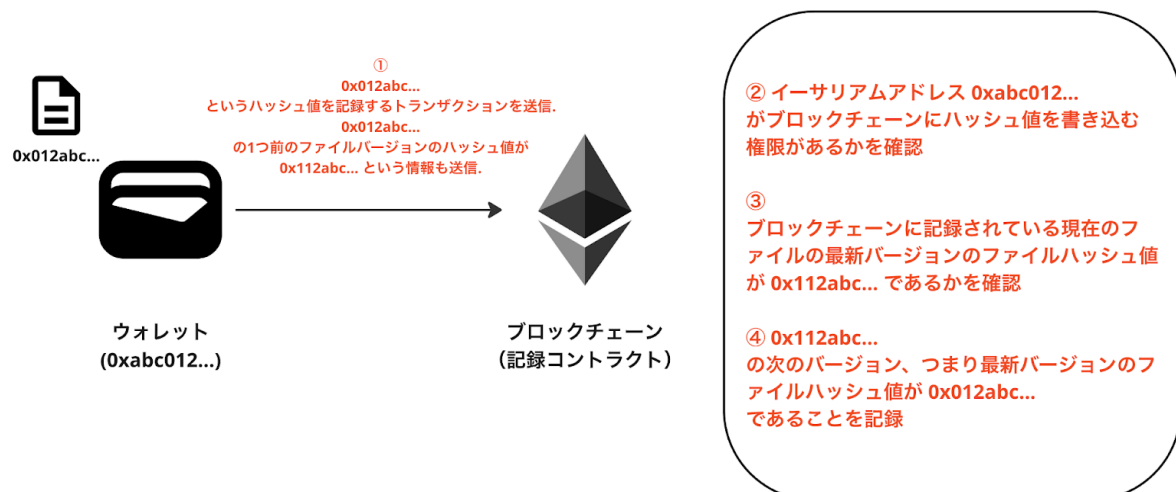 ①
0x012abc...
というハッシュ値を記録するトランザクションを送信.
0x012abc...
の1つ前のファイルバージョンのハッシュ値が
0x112abc... という情報も送信.
0x012abc...
ウォレット
(0xabc012...)
ブロックチェーン
（記録コントラクト）
② イーサリアムアドレス 0xabc012...
がブロックチェーンにハッシュ値を書き込む
権限があるかを確認
③
ブロックチェーンに記録されている現在のフ
ァイルの最新バージョンのファイルハッシュ値
が 0x112abc... であるかを確認
④ 0x112abc...
の次のバージョン、つまり最新バージョンのフ
ァイルハッシュ値が 0x012abc...
であることを記録